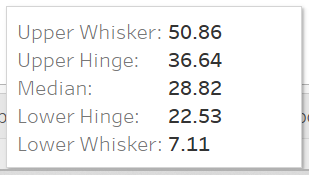 Upper Whisker: 50.86
Upper Hinge: 36.64
Median: 28.82
Lower Hinge: 22.53
Lower Whisker: 7.11